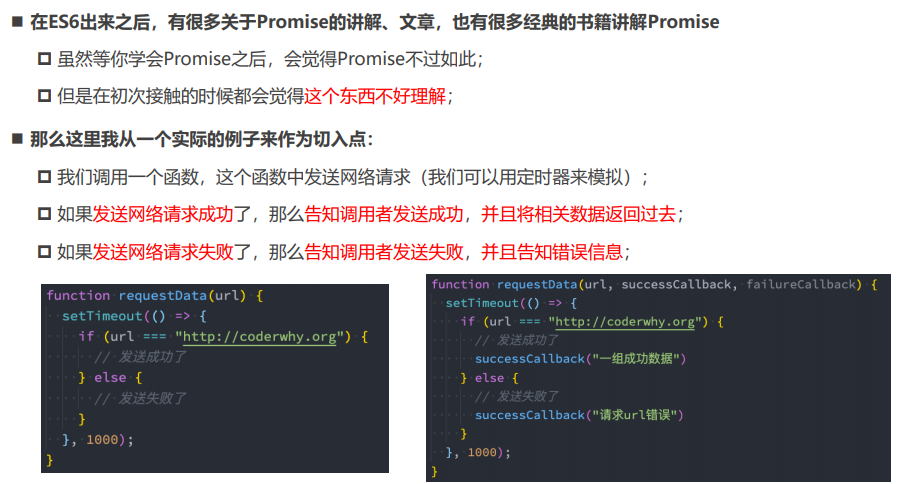 ■ 在ES6出来之后，有很多关于Promise的讲解、文章，也有很多经典的书籍讲解Promise
虽然等你学会Promise之后，会觉得Promise不过如此；
但是在初次接触的时候都会觉得这个东西不好理解；
■ 那么这里我从一个实际的例子来作为切入点：
我们调用一个函数，这个函数中发送网络请求（我们可以用定时器来模拟）；
如果发送网络请求成功了，那么告知调用者发送成功，并且将相关数据返回过去；
如果发送网络请求失败了，那么告知调用者发送失败，并且告知错误信息；
function requestData(url) {
setTimeout(() => {
if (url === "http://coderwhy.org") {
// 发送成功了
} else {
// 发送失败了
}
}, 1000);
}
function requestData(url, successCallback, failureCallback) {
setTimeout(() => {
if (url === "http://coderwhy.org") {
// 发送成功了
successCallback("一组成功数据")
} else {
// 发送失败了
successCallback("请求url错误")
}
}, 1000);
}